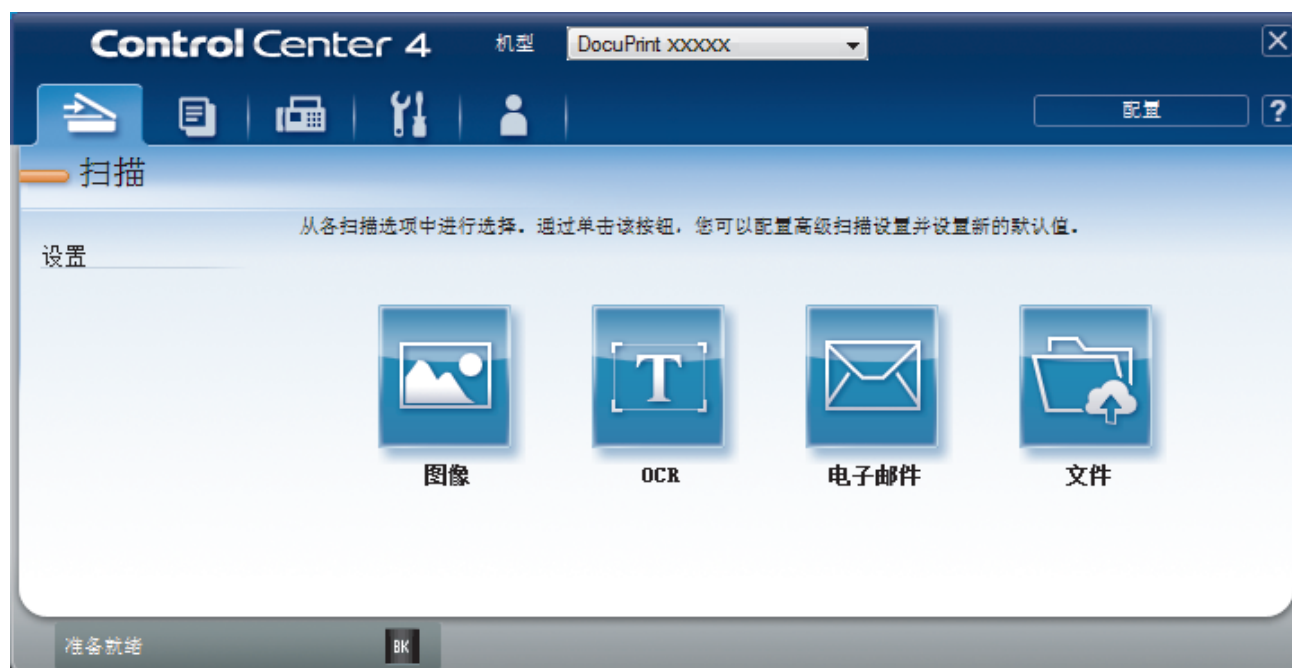 Control Center 4 机型 DocuPrint XXXXX
配置 ?
扫描
从各扫描选项中进行选择。通过单击该按钮，您可以配置高级扫描设置并设置新的默认值。
设置
T
图像 OCR 电子邮件 文件
准备就绪 BK